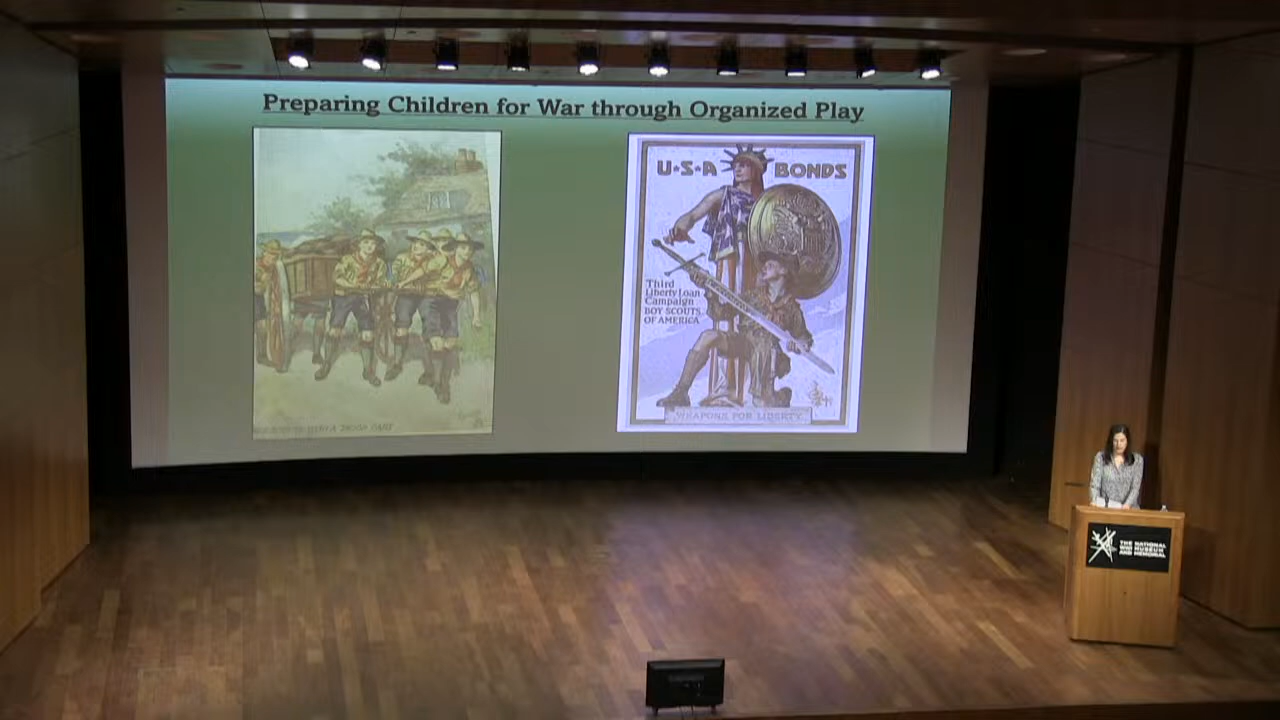 Preparing Children for War through Organized Play
U·S·A BONDS
Third
Liberty Loan
Campaign
BOY SCOUTS
OF AMERICA
WEAPONS FOR LIBERTY
THE NATIONAL
WWI MUSEUM
AND MEMORIAL